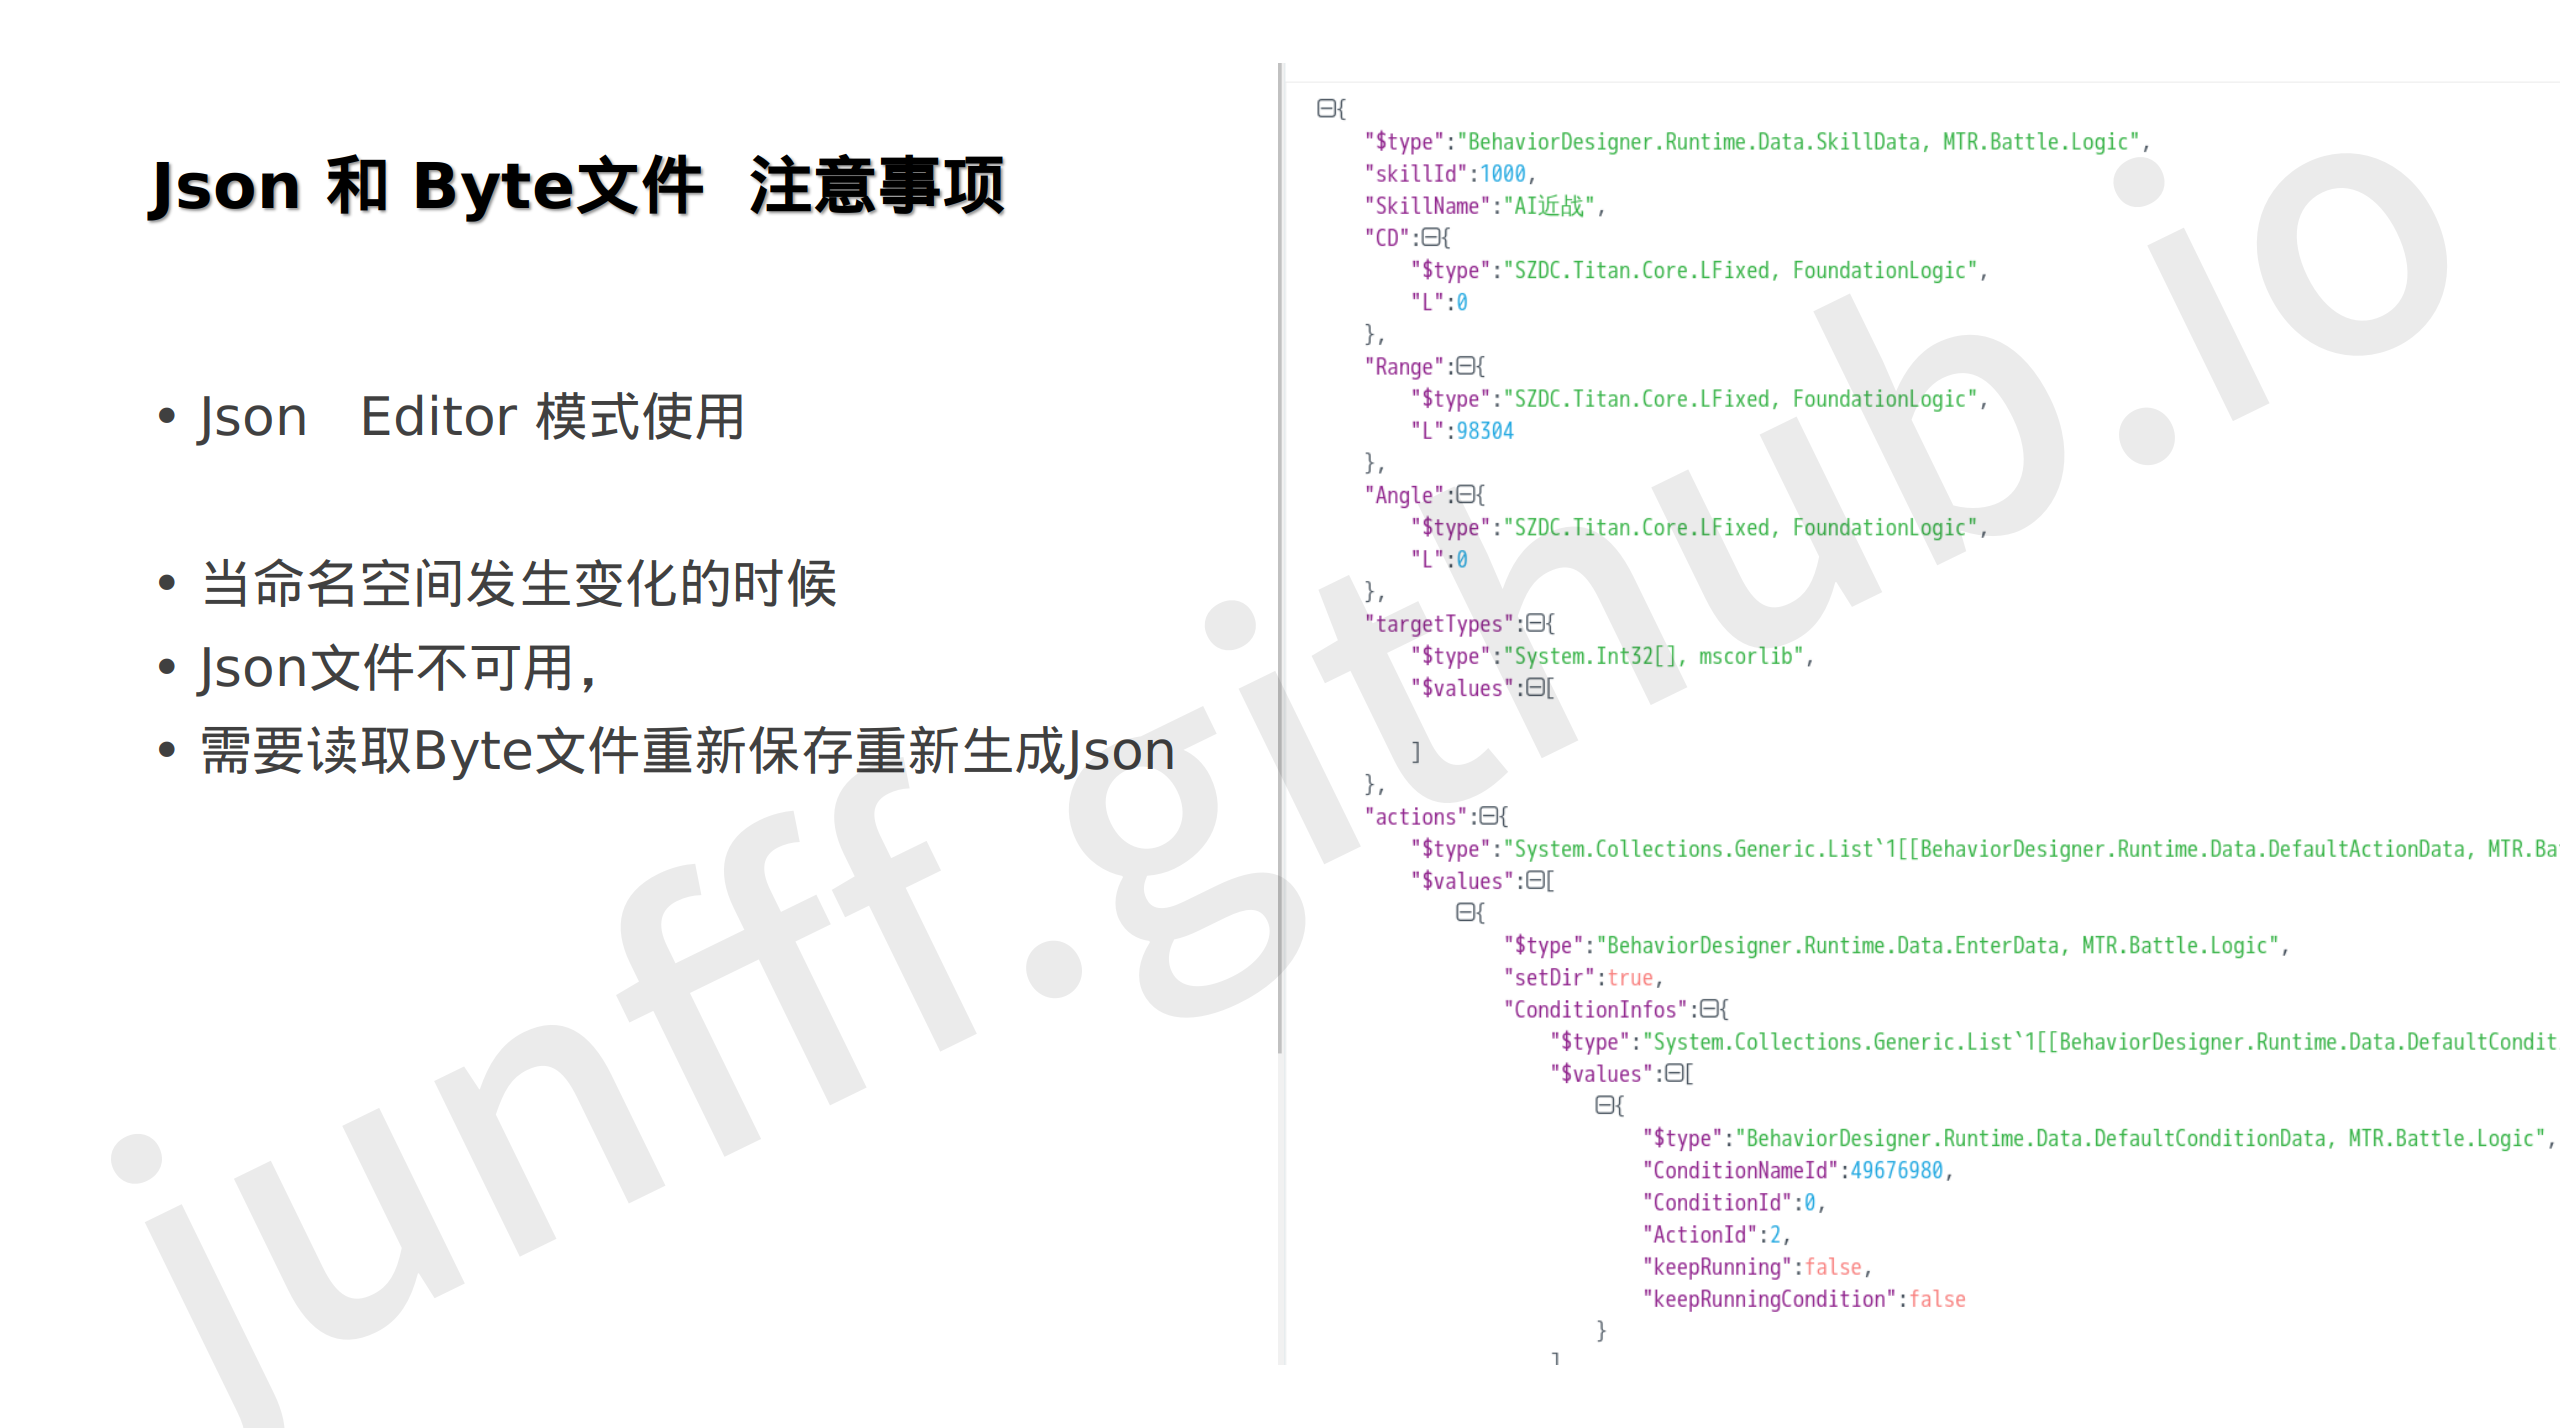 Json 和 Byte文件  注意事项
• Json   Editor 模式使用
• 当命名空间发生变化的时候
• Json文件不可用，
• 需要读取Byte文件重新保存重新生成Json
{
"$type":"BehaviorDesigner.Runtime.Data.SkillData, MTR.Battle.Logic",
"skillId":1000,
"SkillName":"AI近战",
"CD":{
"$type":"SZDC.Titan.Core.LFixed, FoundationLogic",
"L":0
},
"Range":{
"$type":"SZDC.Titan.Core.LFixed, FoundationLogic",
"L":98304
},
"Angle":{
"$type":"SZDC.Titan.Core.LFixed, FoundationLogic",
"L":0
},
"targetTypes":{
"$type":"System.Int32[], mscorlib",
"$values":[
]
},
"actions":{
"$type":"System.Collections.Generic.List`1[[BehaviorDesigner.Runtime.Data.DefaultActionData, MTR.Ba
"$values":[
{
"$type":"BehaviorDesigner.Runtime.Data.EnterData, MTR.Battle.Logic",
"setDir":true,
"ConditionInfos":{
"$type":"System.Collections.Generic.List`1[[BehaviorDesigner.Runtime.Data.DefaultCondit
"$values":[
{
"$type":"BehaviorDesigner.Runtime.Data.DefaultConditionData, MTR.Battle.Logic",
"ConditionNameId":49676980,
"ConditionId":0,
"ActionId":2,
"keepRunning":false,
"keepRunningCondition":false
}
]
junfff.github.io